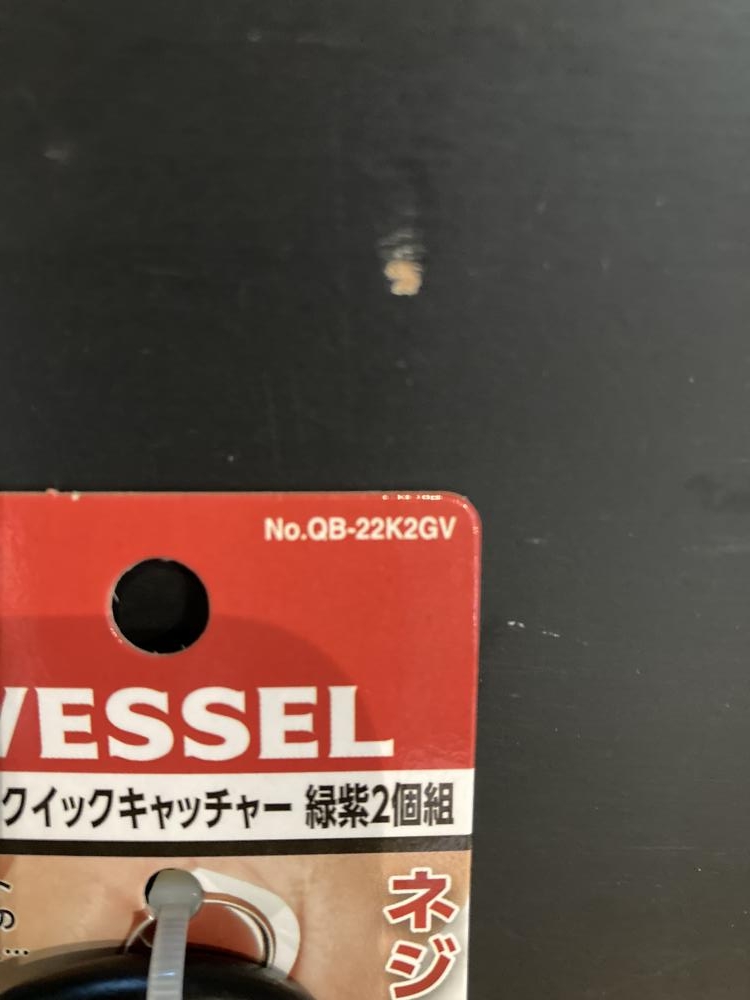 No.QB-22K2GV
VESSEL
クイックキャッチャー 緑紫2個組
ネジ
の
…